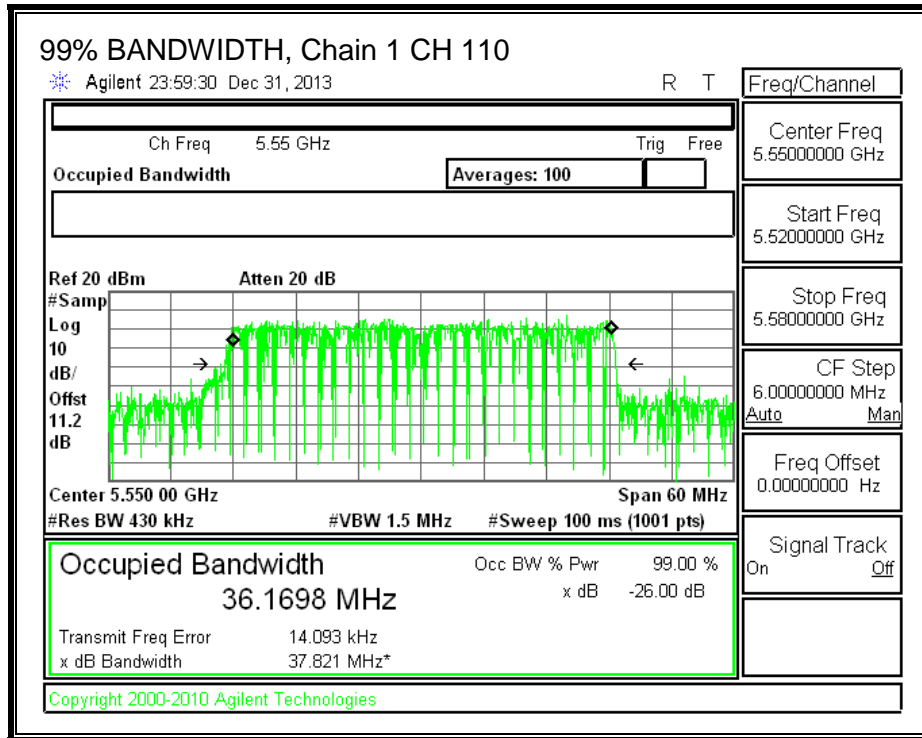 99% BANDWIDTH, Chain 1 CH 110
Agilent 23:59:30 Dec 31, 2013 R T
Ch Freq 5.55 GHz Trig Free
Occupied Bandwidth Averages: 100
Ref 20 dBm Atten 20 dB
#Samp
Log
10
dB/
Offst
11.2
dB
Center 5.550 00 GHz Span 60 MHz
#Res BW 430 kHz #VBW 1.5 MHz #Sweep 100 ms (1001 pts)
Occupied Bandwidth Occ BW % Pwr 99.00 %
36.1698 MHz x dB -26.00 dB
Transmit Freq Error 14.093 kHz
x dB Bandwidth 37.821 MHz*
Copyright 2000-2010 Agilent Technologies
Freq/Channel
Center Freq
5.55000000 GHz
Start Freq
5.52000000 GHz
Stop Freq
5.58000000 GHz
CF Step
6.00000000 MHz
Auto Man
Freq Offset
0.00000000 Hz
Signal Track
On Off